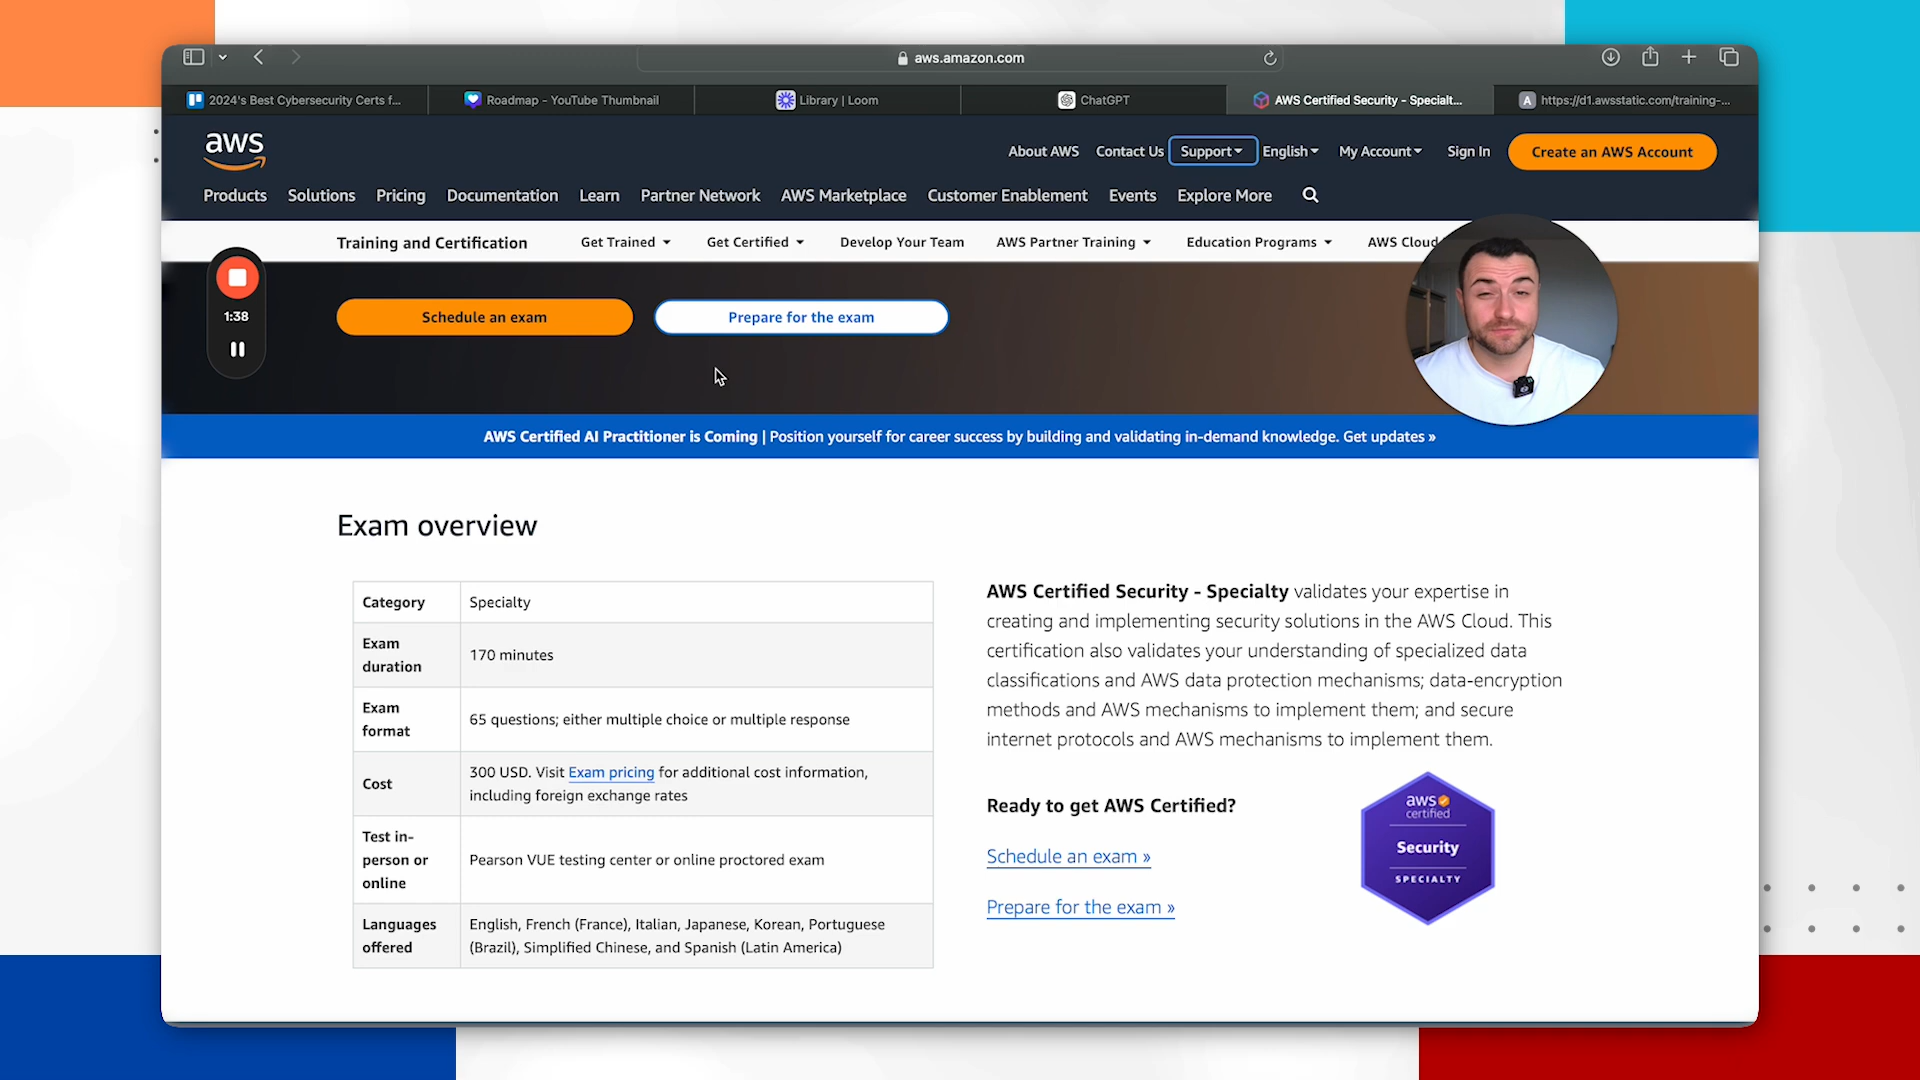 aws.amazon.com
2024's Best Cybersecurity Certs f...
Roadmap - YouTube Thumbnail
Library | Loom
ChatGPT
AWS Certified Security - Specialt...
A
https://d1.awsstatic.com/training-...
aws
About AWS
Contact Us
Support
English
My Account
Sign In
Create an AWS Account
Products
Solutions
Pricing
Documentation
Learn
Partner Network
AWS Marketplace
Customer Enablement
Events
Explore More
Training and Certification
Get Trained
Get Certified
Develop Your Team
AWS Partner Training
Education Programs
AWS Cloud
1:38
Schedule an exam
Prepare for the exam
AWS Certified AI Practitioner is Coming | Position yourself for career success by building and validating in-demand knowledge. Get updates »
Exam overview
Category
Specialty
Exam
duration
170 minutes
Exam
format
65 questions; either multiple choice or multiple response
Cost
300 USD. Visit Exam pricing for additional cost information,
including foreign exchange rates
Test in-
person or
online
Pearson VUE testing center or online proctored exam
Languages
offered
English, French (France), Italian, Japanese, Korean, Portuguese
(Brazil), Simplified Chinese, and Spanish (Latin America)
AWS Certified Security - Specialty validates your expertise in
creating and implementing security solutions in the AWS Cloud. This
certification also validates your understanding of specialized data
classifications and AWS data protection mechanisms; data-encryption
methods and AWS mechanisms to implement them; and secure
internet protocols and AWS mechanisms to implement them.
Ready to get AWS Certified?
Schedule an exam »
Prepare for the exam »
aws
certified
Security
SPECIALTY